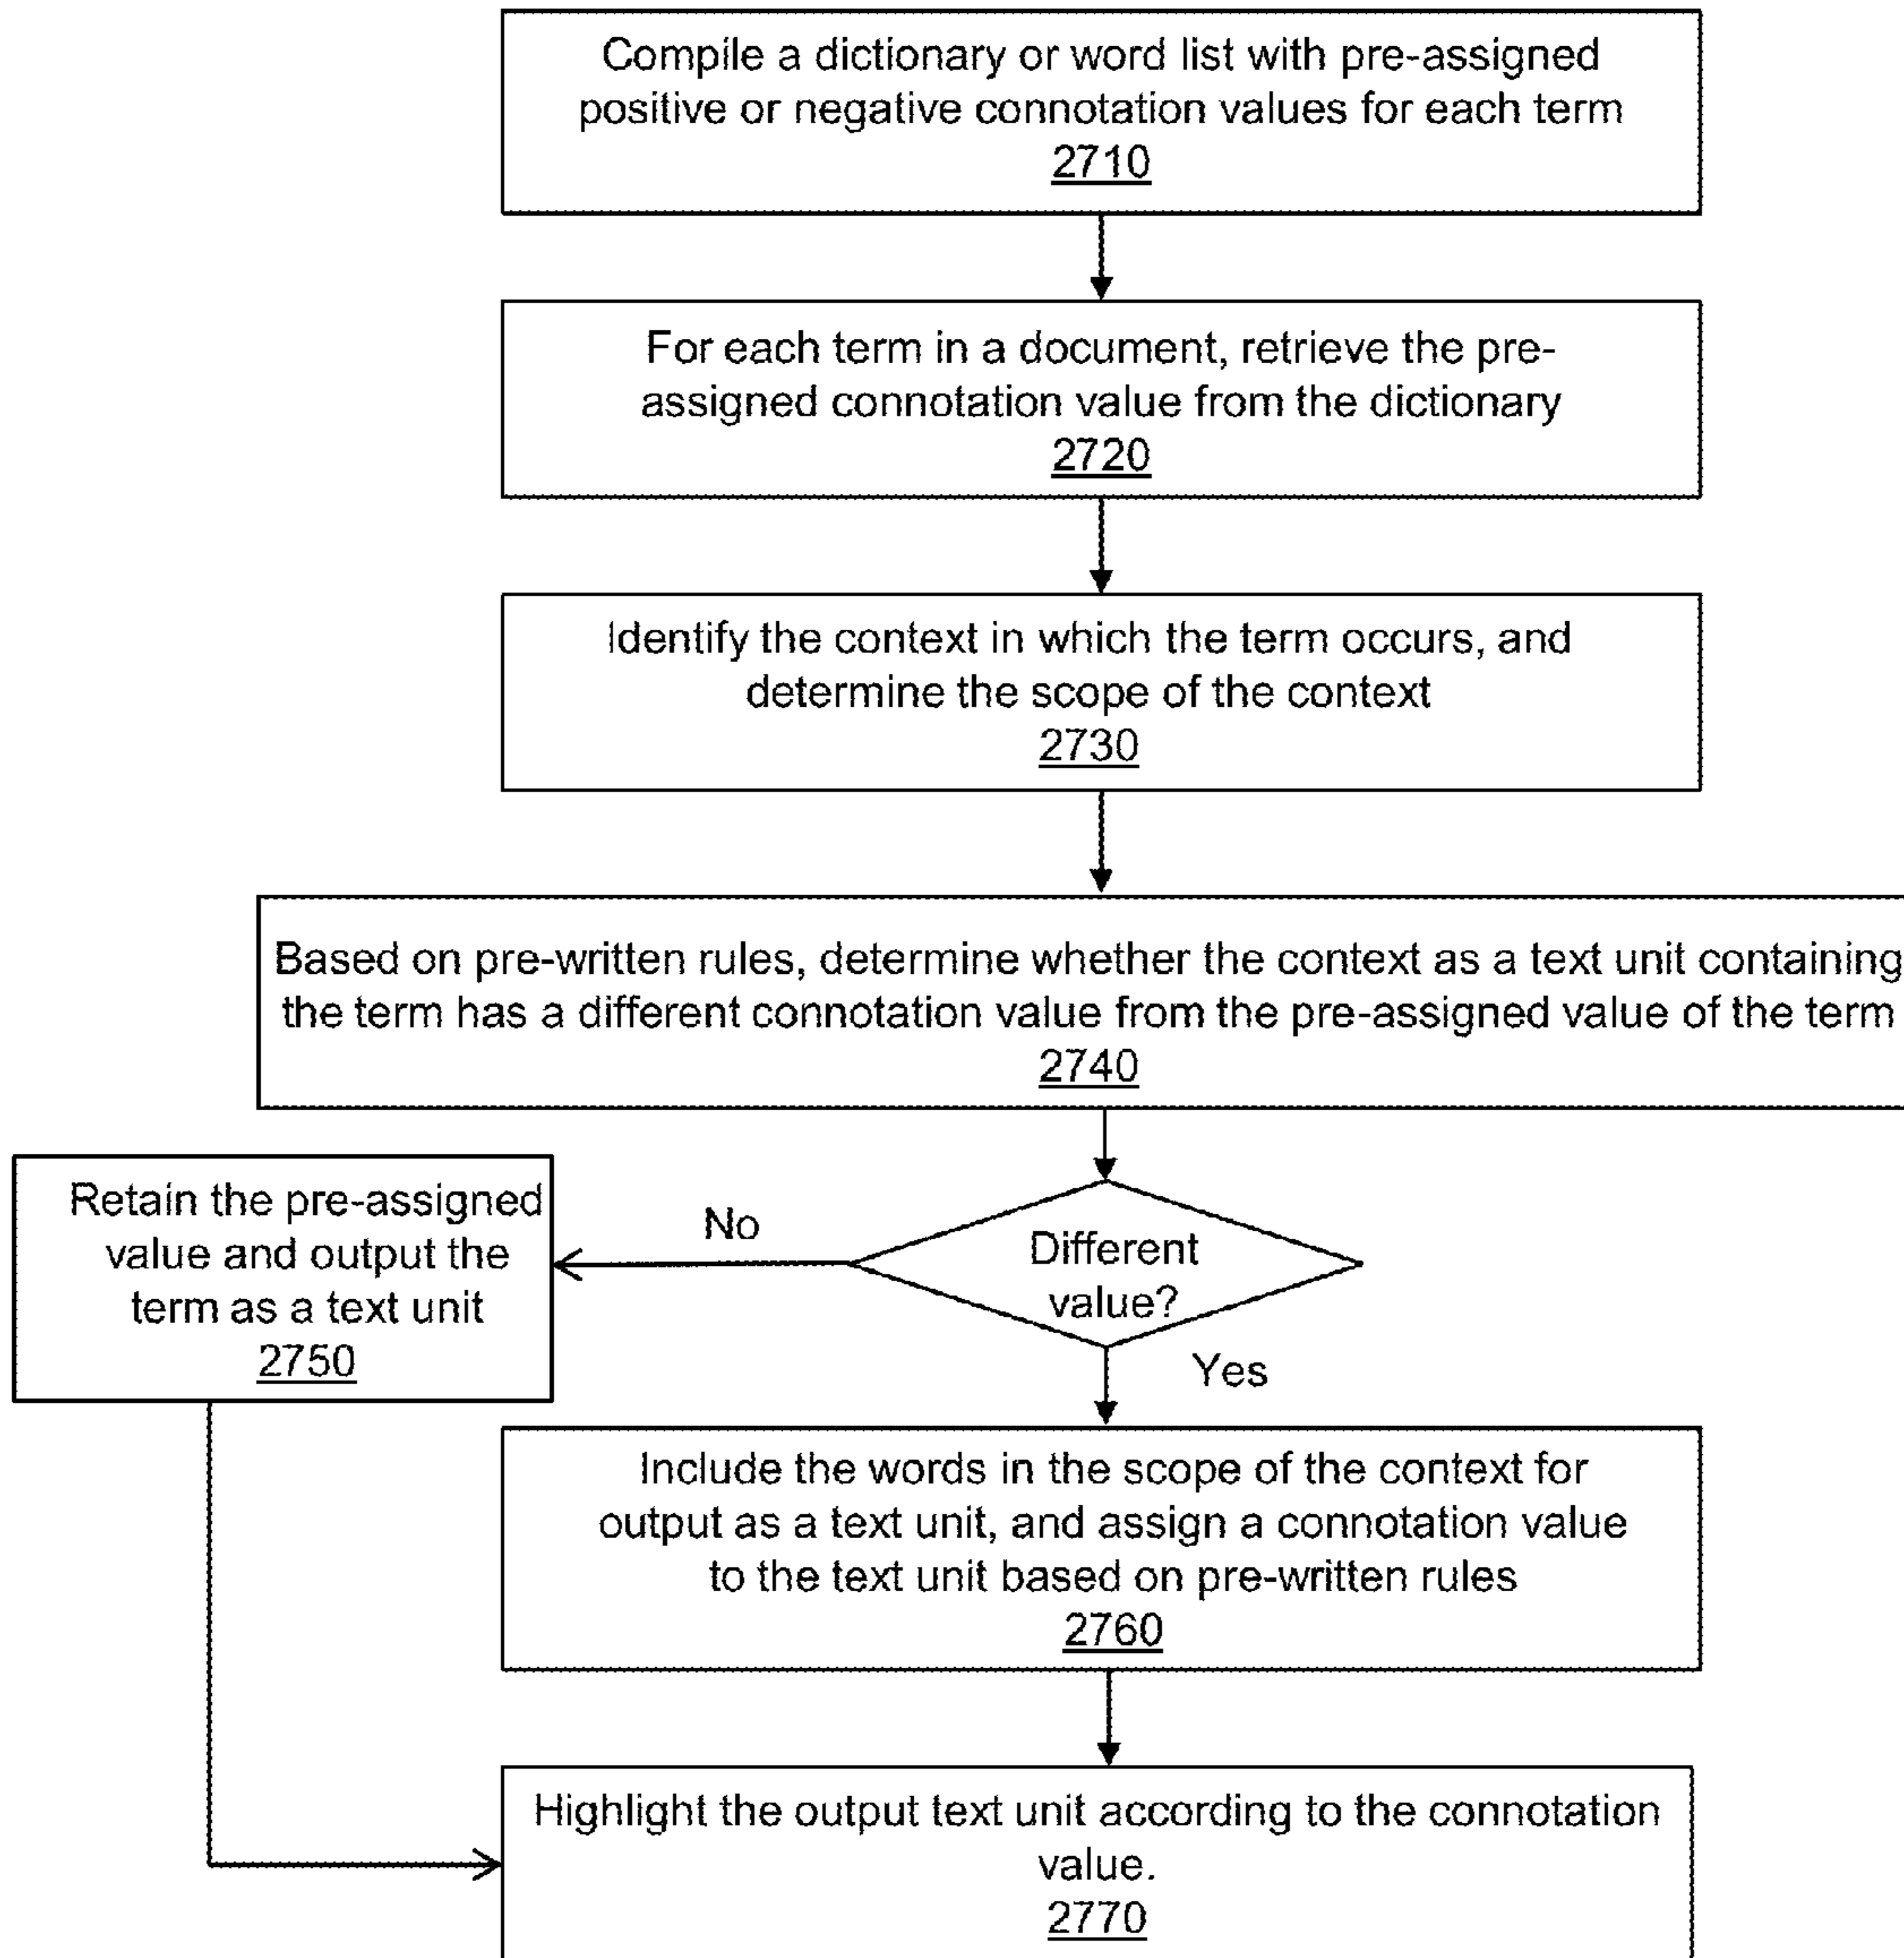 Compile a dictionary or word list with pre-assigned
positive or negative connotation values for each term
2710
For each term in a document, retrieve the pre-
assigned connotation value from the dictionary
2720
Identify the context in which the term occurs, and
determine the scope of the context
2730
Based on pre-written rules, determine whether the context as a text unit containing
the term has a different connotation value from the pre-assigned value of the term
2740
Different
value?
No
Retain the pre-assigned
value and output the
term as a text unit
2750
Yes
Include the words in the scope of the context for
output as a text unit, and assign a connotation value
to the text unit based on pre-written rules
2760
Highlight the output text unit according to the connotation
value.
2770